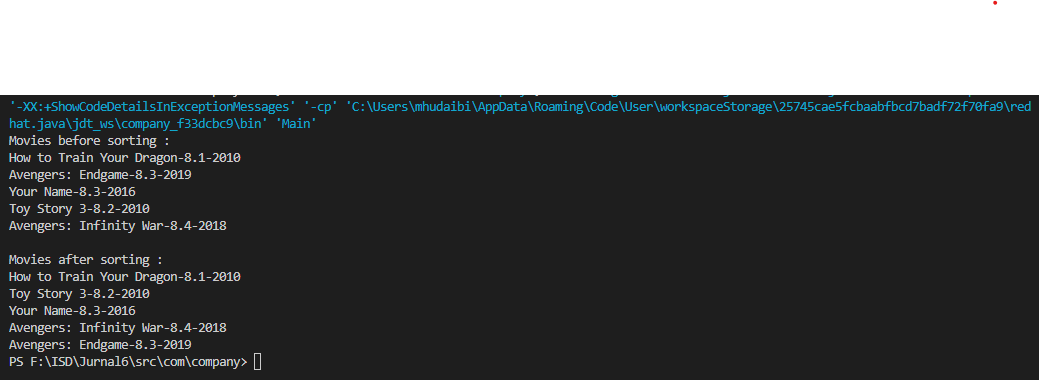 '-XX:+ShowCodeDetailsInExceptionMessages' '-cp' 'C:\Users\mhudaibi\AppData\Roaming\Code\User\workspaceStorage\25745cae5fcbaabfbcd7badf72f70fa9\red
hat.java\jdt_ws\company_f33dcbc9\bin' 'Main'
Movies before sorting :
How to Train Your Dragon-8.1-2010
Avengers: Endgame-8.3-2019
Your Name-8.3-2016
Toy Story 3-8.2-2010
Avengers: Infinity War-8.4-2018

Movies after sorting :
How to Train Your Dragon-8.1-2010
Toy Story 3-8.2-2010
Your Name-8.3-2016
Avengers: Infinity War-8.4-2018
Avengers: Endgame-8.3-2019
PS F:\ISD\Jurnal6\src\com\company>